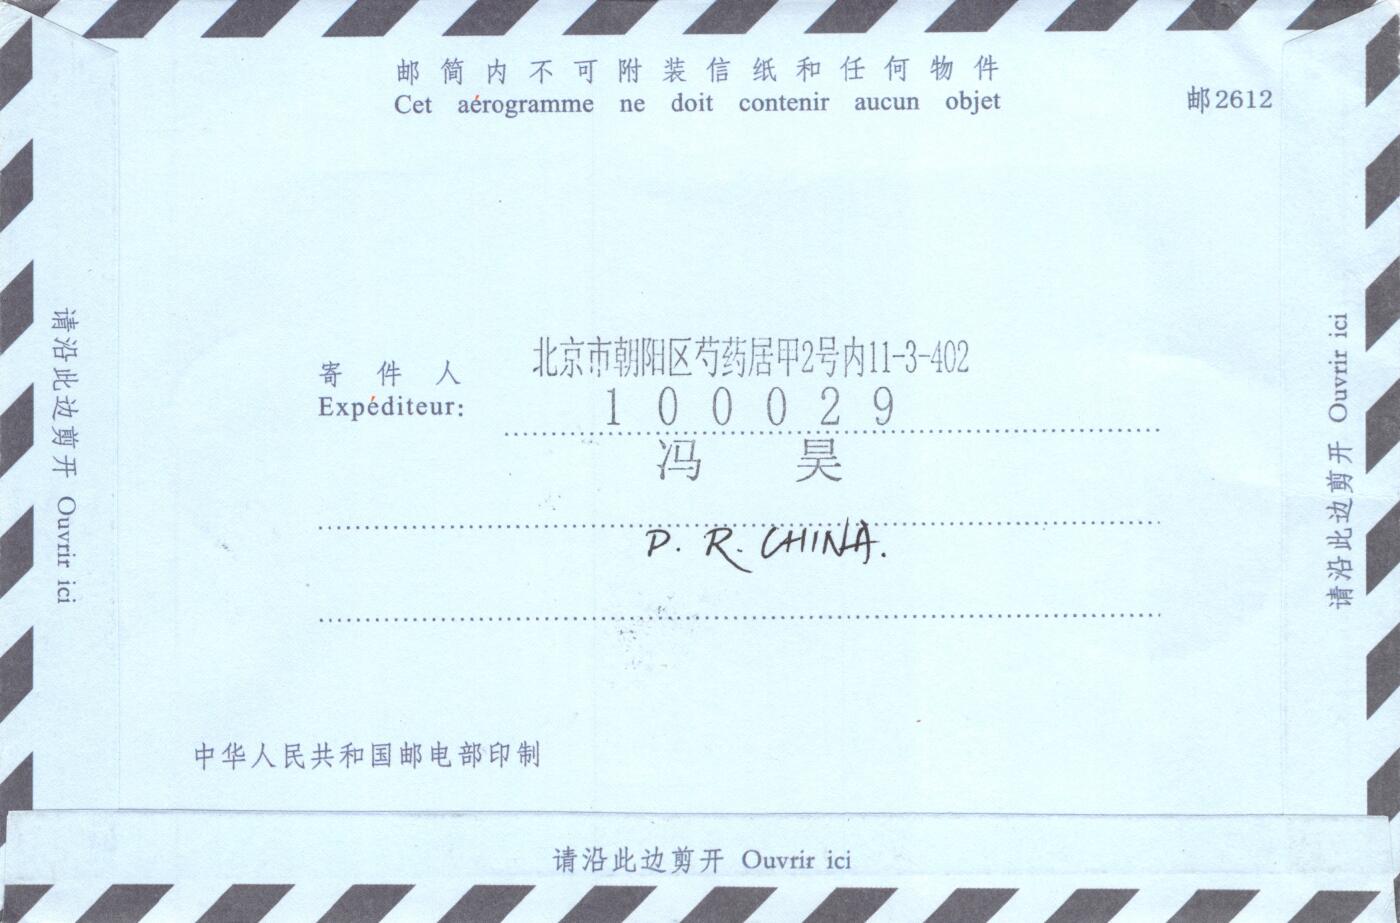 邮简内不可附装信纸和任何物件
Cet aérogramme ne doit contenir aucun objet
邮2612
请沿此边剪开 Ouvrir ici
寄件人
Expéditeur:
北京市朝阳区芍药居甲2号内11-3-402
100029
冯昊
P. R. CHINA.
请沿此边剪开 Ouvrir ici
中华人民共和国邮电部印制
请沿此边剪开 Ouvrir ici